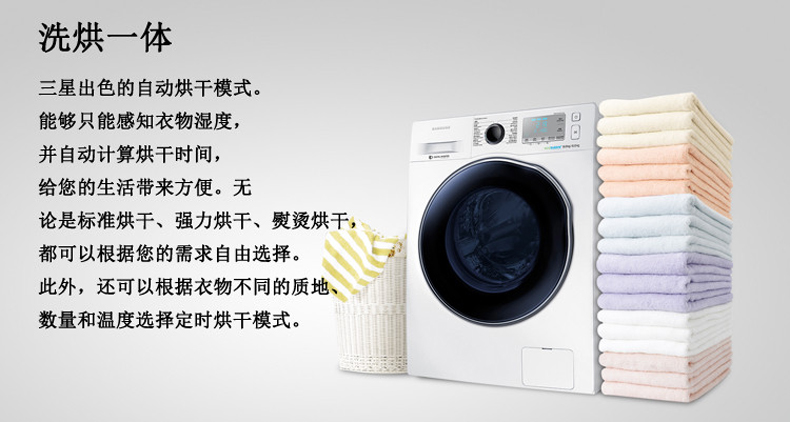 洗烘一体
三星出色的自动烘干模式。
能够只能感知衣物湿度，
并自动计算烘干时间，
给您的生活带来方便。无
论是标准烘干、强力烘干、熨烫烘干，
都可以根据您的需求自由选择。
此外，还可以根据衣物不同的质地、
数量和温度选择定时烘干模式。
SAMSUNG